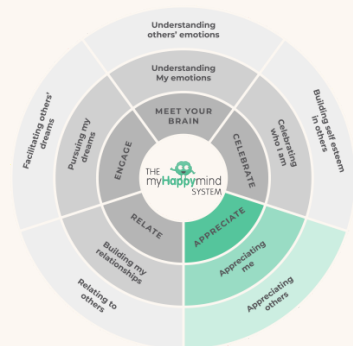 Understanding
others' emotions
Understanding
My emotions
MEET YOUR
BRAIN
Building self esteem
in others
Celebrating
who I am
CELEBRATE
Facilitating others'
dreams
Pursuing my
dreams
ENGAGE
THE
myHappymind
SYSTEM
RELATE
Building my
relationships
Relating to
others
APPRECIATE
Appreciating
me
Appreciating
others